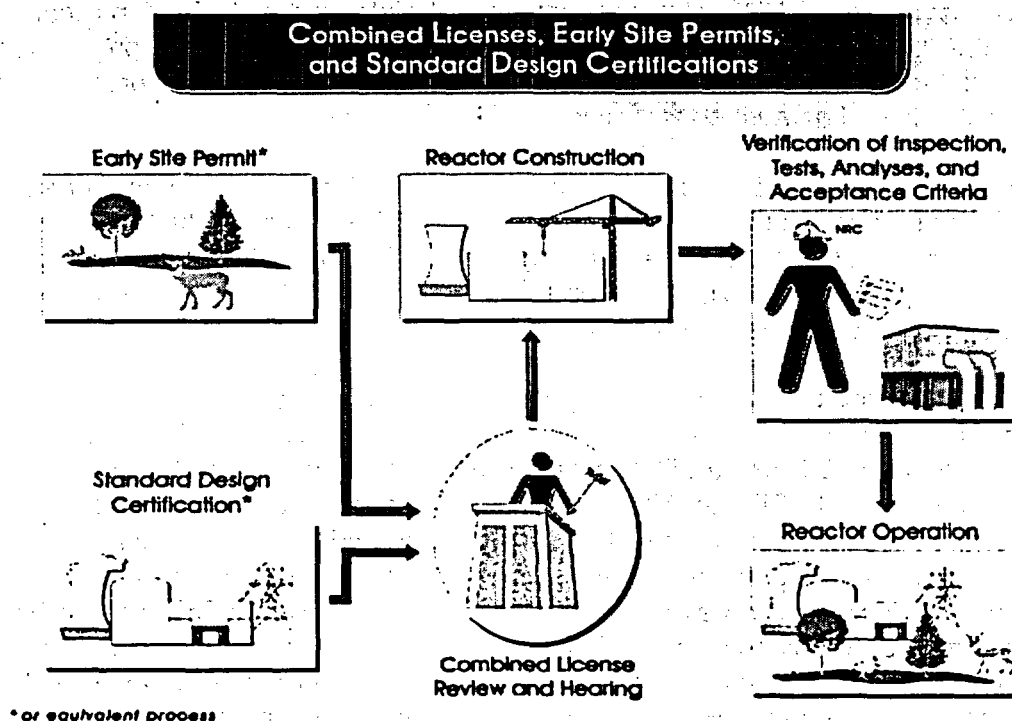 Combined Licenses, Early Site Permits,
and Standard Design Certifications
Early Site Permit*
Reactor Construction
Verification of Inspection,
Tests, Analyses, and
Acceptance Criteria
NRC
Standard Design
Certification*
Reactor Operation
Combined License
Review and Hearing
* or equivalent process